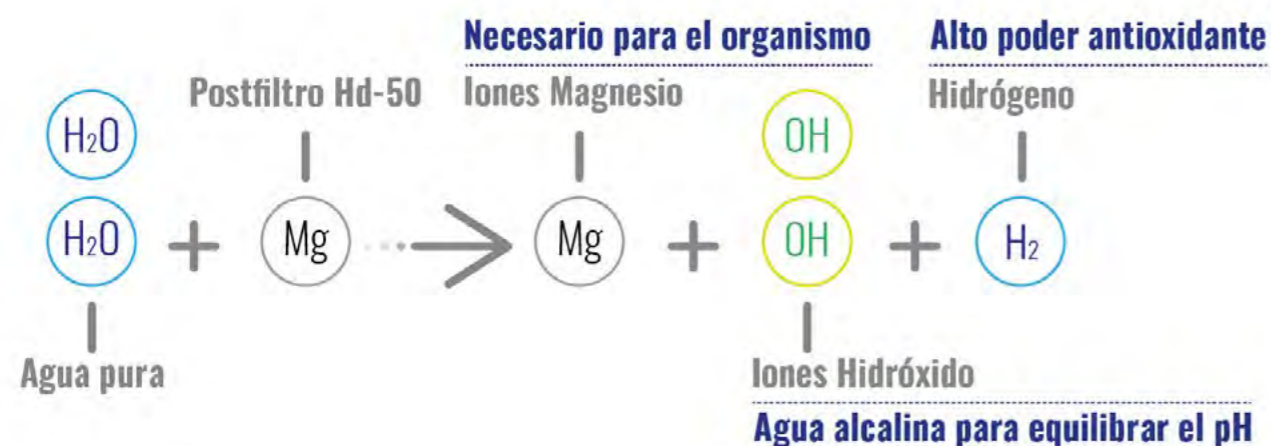 Necesario para el organismo
Alto poder antioxidante
Postfiltro Hd-50
Iones Magnesio
Hidrógeno
H2O
OH
H2O
+
Mg
Mg
+
OH
+
H2
Agua pura
Iones Hidróxido
Agua alcalina para equilibrar el pH